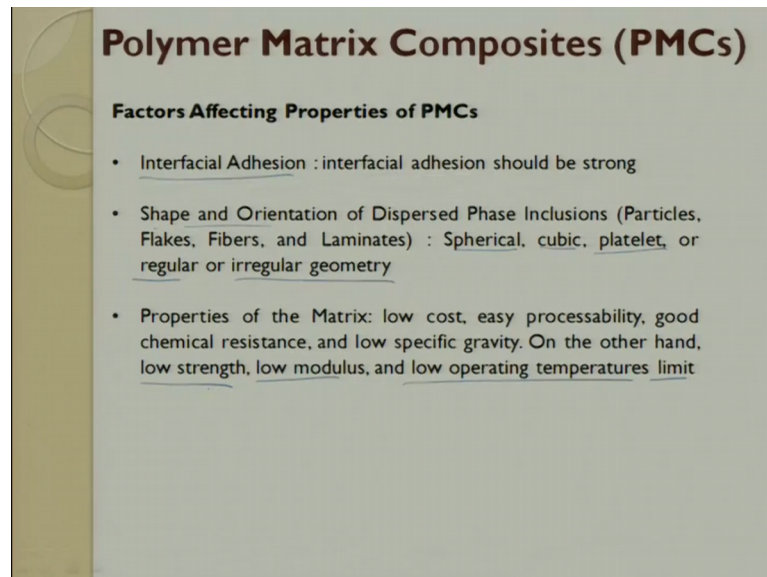 Polymer Matrix Composites (PMCs)
Factors Affecting Properties of PMCs
• Interfacial Adhesion : interfacial adhesion should be strong
• Shape and Orientation of Dispersed Phase Inclusions (Particles,
Flakes, Fibers, and Laminates) : Spherical, cubic, platelet, or
regular or irregular geometry
• Properties of the Matrix: low cost, easy processability, good
chemical resistance, and low specific gravity. On the other hand,
low strength, low modulus, and low operating temperatures limit